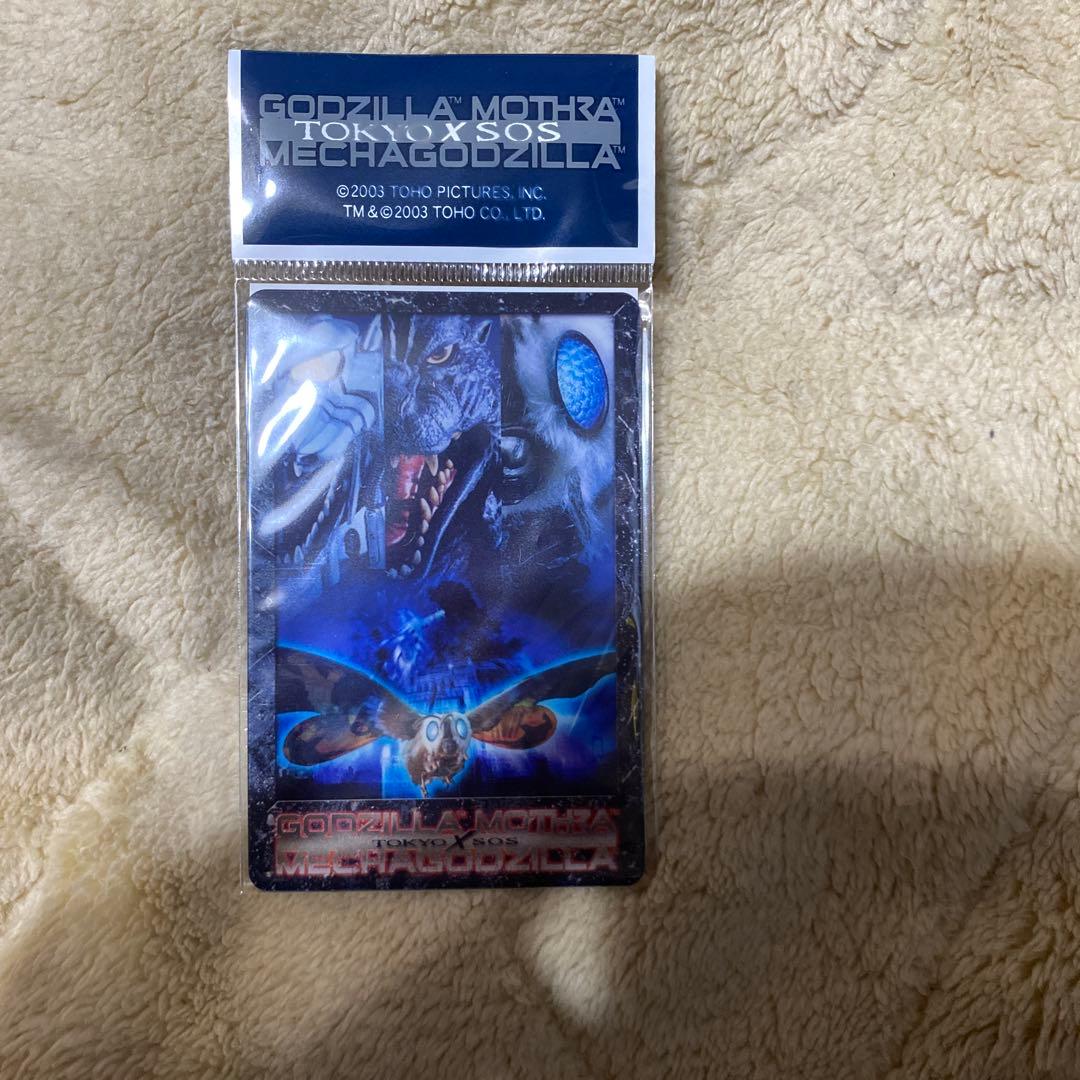 GODZILLA™ MOTHRA™
TOKYO X SOS
MECHAGODZILLA™
©2003 TOHO PICTURES, INC.
TM & ©2003 TOHO CO., LTD.
GODZILLA MOTHRA
TOKYO X SOS
MECHAGODZILLA